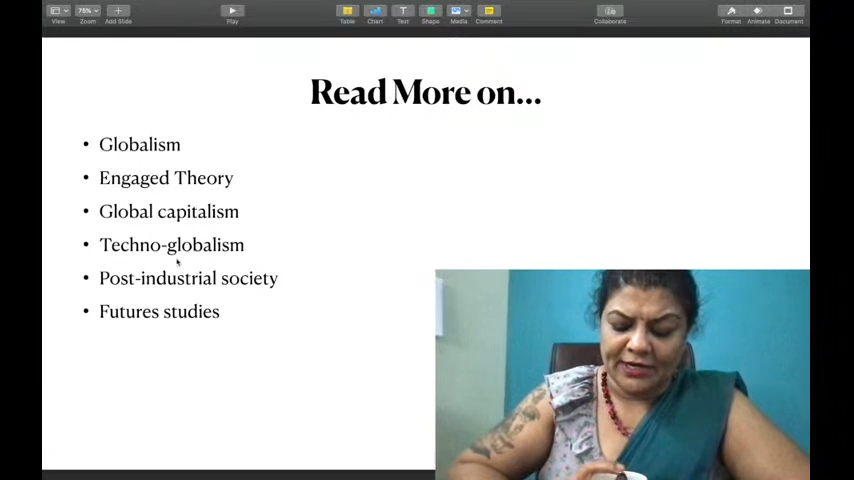 View
75%
Zoom
Add Slide
Play
Table
Chart
Text
Shape
Media
Comment
Collaborate
Format
Animate
Document
Read More on...
• Globalism
• Engaged Theory
• Global capitalism
• Techno-globalism
• Post-industrial society
• Futures studies